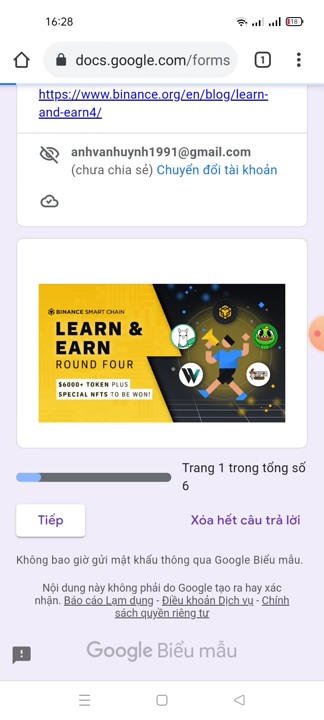 16:28
18
docs.google.com/forms
1
https://www.binance.org/en/blog/learn-
and-earn4/
anhvanhuynh1991@gmail.com
(chưa chia sẻ) Chuyển đổi tài khoản
BINANCE SMART CHAIN
LEARN &
EARN
ROUND FOUR
$6000+ TOKEN PLUS
SPECIAL NFTS TO BE WON!
W
Trang 1 trong tổng số
6
Tiếp
Xóa hết câu trả lời
Không bao giờ gửi mật khẩu thông qua Google Biểu mẫu.
Nội dung này không phải do Google tạo ra hay xác
nhận. Báo cáo Lạm dụng - Điều khoản Dịch vụ - Chính
sách quyền riêng tư
Google Biểu mẫu